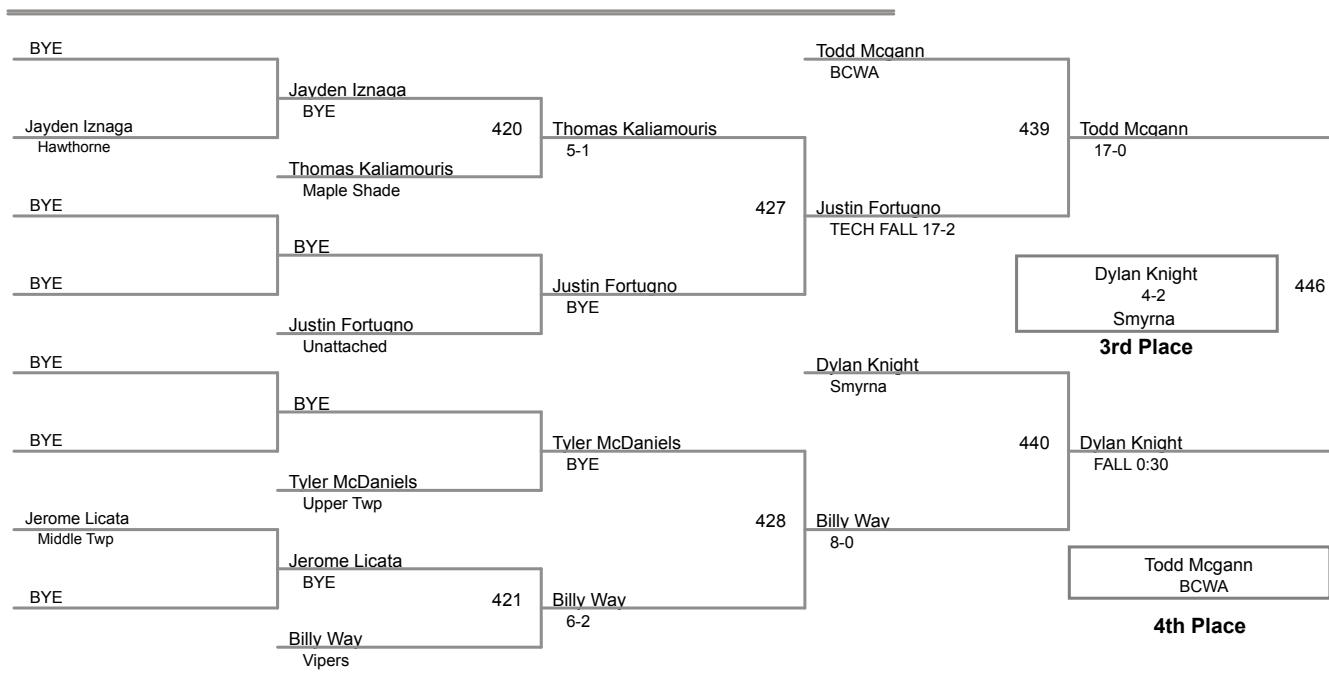 BYE
Todd Mcgann
BCWA
Jayden Iznaga
BYE
Jayden Iznaga
Hawthorne
420
Thomas Kaliamouris
5-1
439
Todd Mcgann
17-0
Thomas Kaliamouris
Maple Shade
BYE
427
Justin Fortugno
TECH FALL 17-2
BYE
BYE
Justin Fortugno
BYE
Dylan Knight
4-2
Smyrna
446
3rd Place
Justin Fortugno
Unattached
BYE
Dylan Knight
Smyrna
BYE
BYE
Tyler McDaniels
BYE
440
Dylan Knight
FALL 0:30
Tyler McDaniels
Upper Twp
Jerome Licata
Middle Twp
428
Billy Way
8-0
Jerome Licata
BYE
Todd Mcgann
BCWA
BYE
421
Billy Way
6-2
4th Place
Billy Way
Vipers